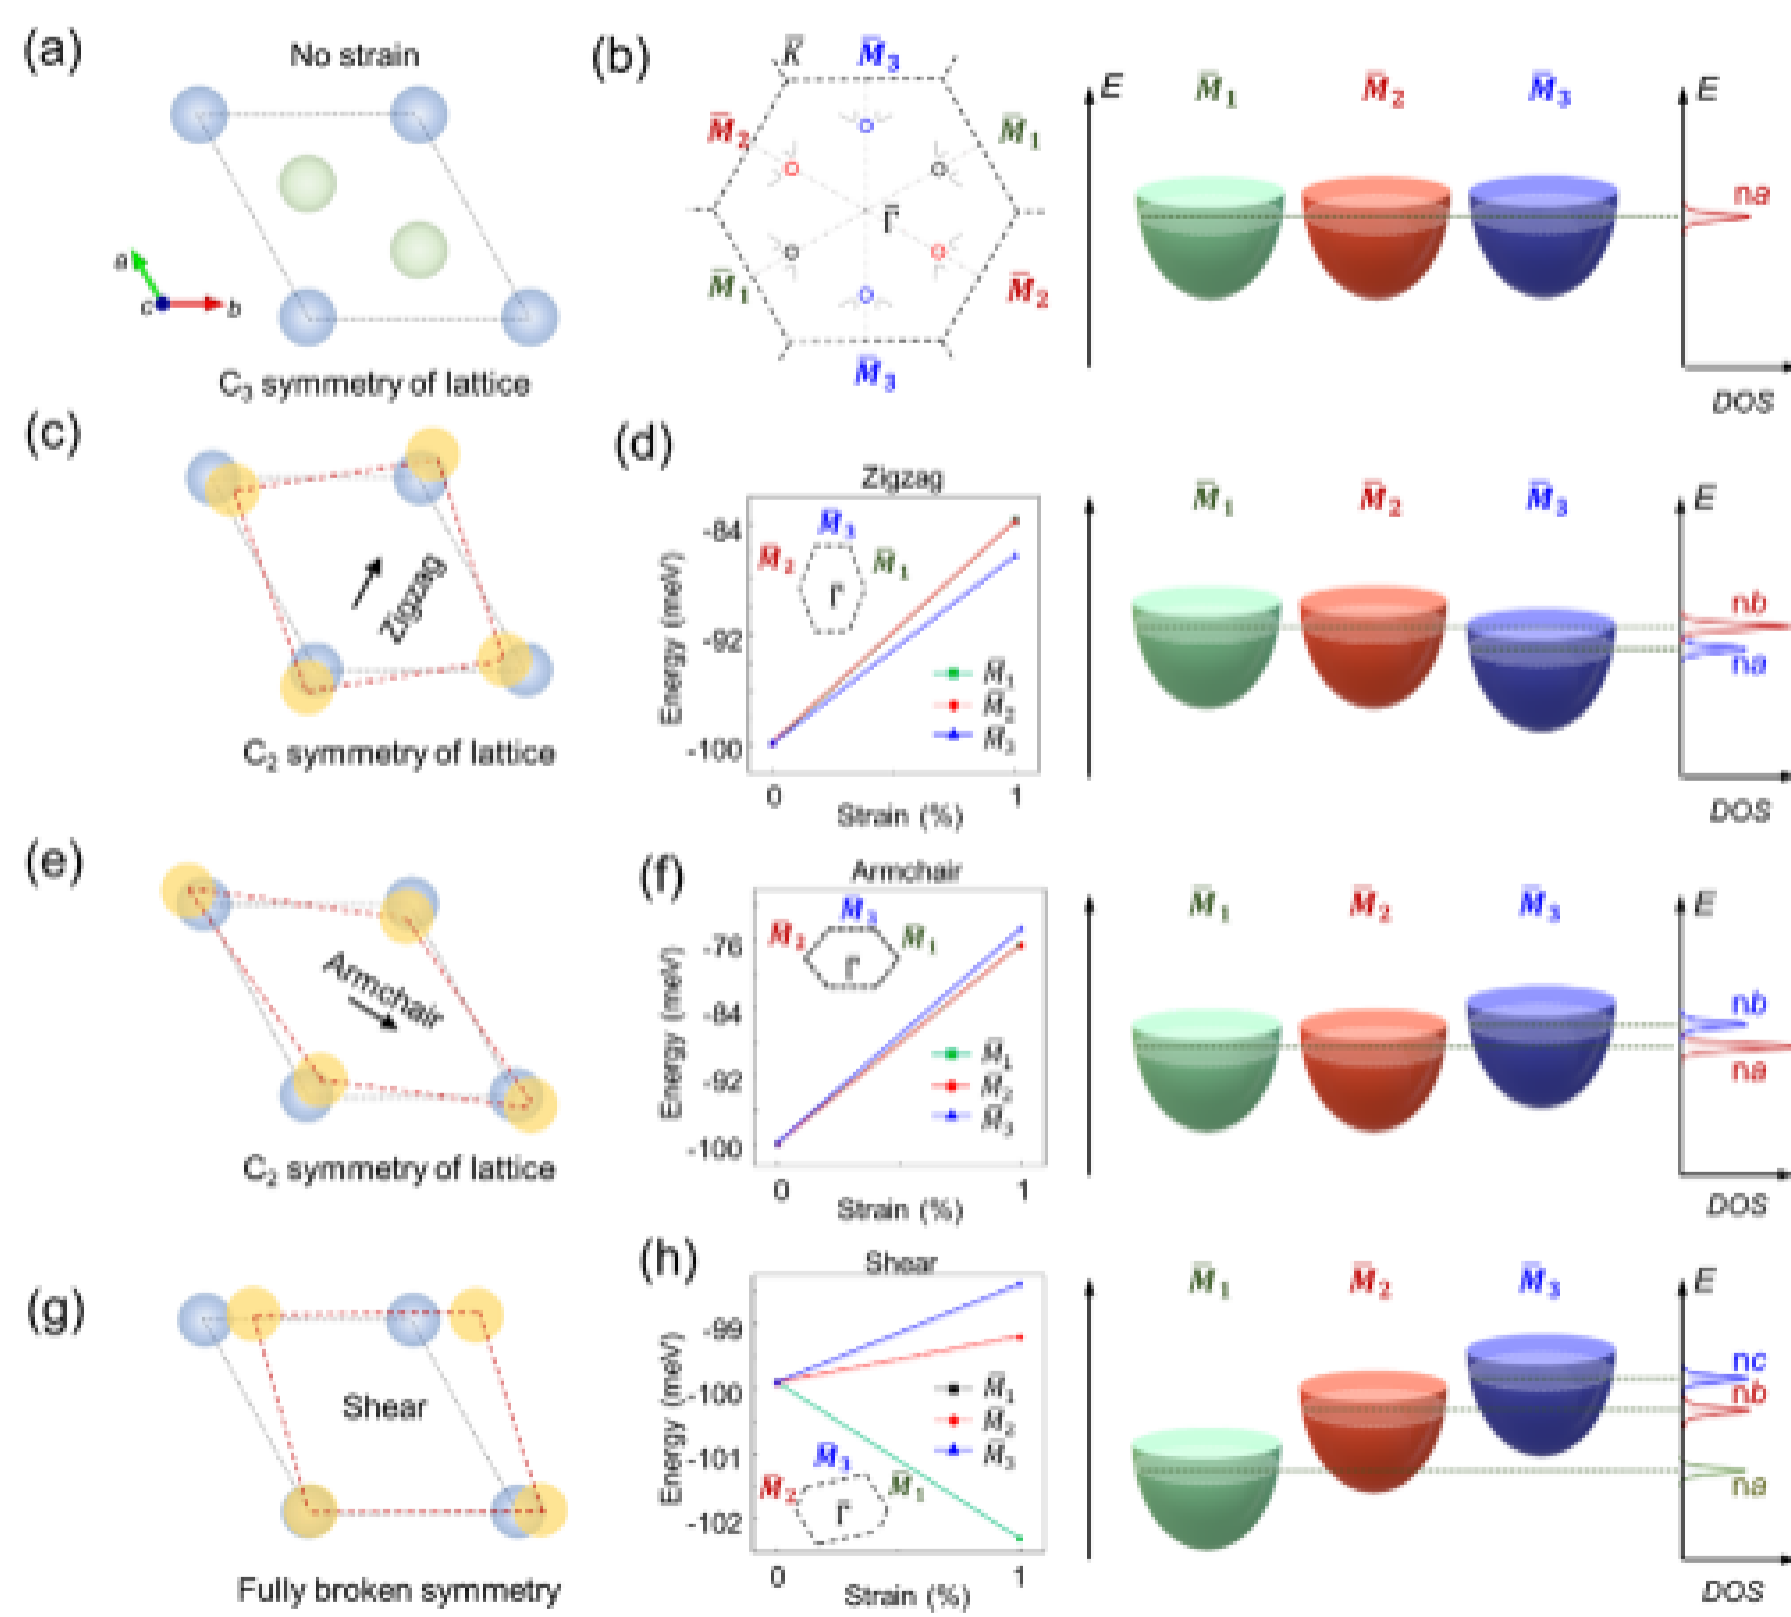 (a)
No strain
a
c
b
C₃ symmetry of lattice
(b)
K̅
M̅₃
M̅₂
M̅₁
Γ̅
M̅₁
M̅₂
M̅₃
E
M̅₁ M̅₂ M̅₃
E
na
DOS
(c)
Zigzag
C₂ symmetry of lattice
(d)
Zigzag
-84
-92
-100
Energy (meV)
M̅₃
M̅₂ M̅₁
Γ̅
M̅₁
M̅₂
M̅₃
0 1
Strain (%)
M̅₁ M̅₂ M̅₃
E
nb
na
DOS
(e)
Armchair
C₂ symmetry of lattice
(f)
Armchair
-76
-84
-92
-100
Energy (meV)
M̅₃
M̅₁
Γ̅
M̅₁
M̅₂
M̅₃
0 1
Strain (%)
M̅₁ M̅₂ M̅₃
E
nb
na
DOS
(g)
Shear
Fully broken symmetry
(h)
Shear
-99
-100
-101
-102
Energy (meV)
M̅₁
M̅₂
M̅₃
M̅₃
M̅₂ M̅₁
Γ̅
0 1
Strain (%)
M̅₁ M̅₂ M̅₃
E
nc
nb
na
DOS